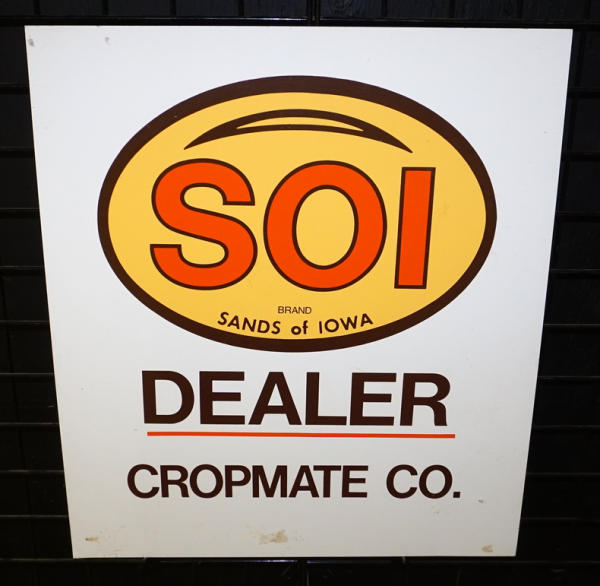 SOI
BRAND
SANDS of IOWA
DEALER
CROPMATE CO.